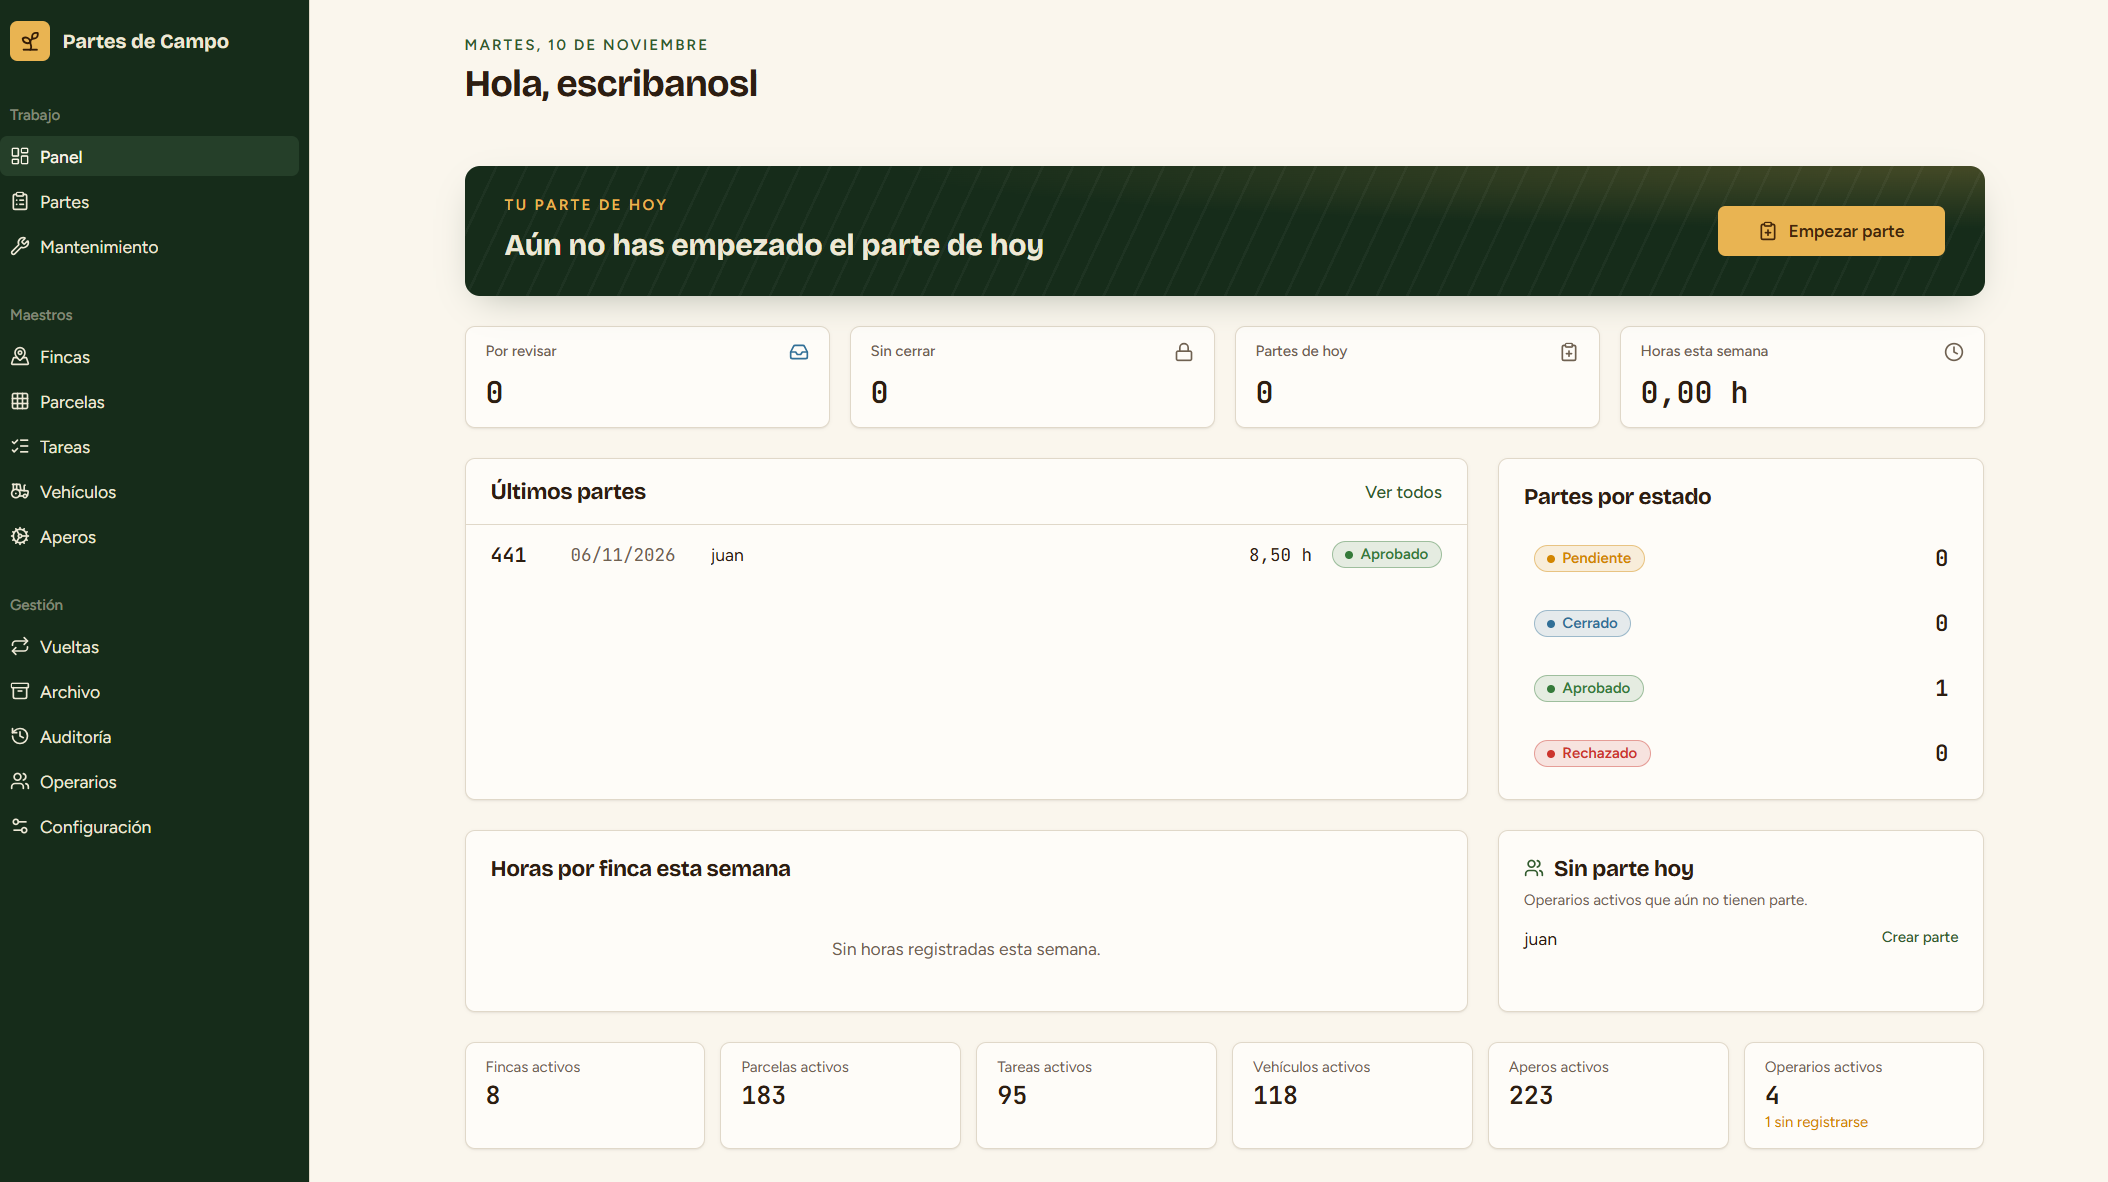 Partes de Campo
Trabajo
Panel
Partes
Mantenimiento
Maestros
Fincas
Parcelas
Tareas
Vehículos
Aperos
Gestión
Vueltas
Archivo
Auditoría
Operarios
Configuración
MARTES, 10 DE NOVIEMBRE
Hola, escribanosl
TU PARTE DE HOY
Aún no has empezado el parte de hoy
Empezar parte
Por revisar
0
Sin cerrar
0
Partes de hoy
0
Horas esta semana
0,00 h
Últimos partes Ver todos
441 06/11/2026 juan 8,50 h Aprobado
Partes por estado
Pendiente 0
Cerrado 0
Aprobado 1
Rechazado 0
Horas por finca esta semana
Sin horas registradas esta semana.
Sin parte hoy
Operarios activos que aún no tienen parte.
juan Crear parte
Fincas activos
8
Parcelas activos
183
Tareas activos
95
Vehículos activos
118
Aperos activos
223
Operarios activos
4
1 sin registrarse